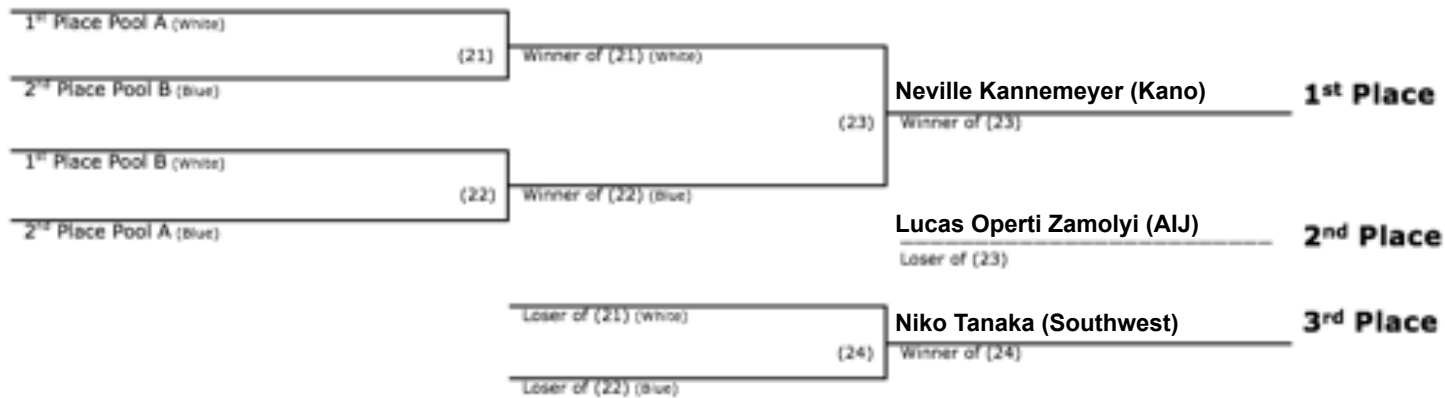 1st Place Pool A (White)
(21)
Winner of (21) (White)
2nd Place Pool B (Blue)
Neville Kannemeyer (Kano)
1st Place
(23)
Winner of (23)
1st Place Pool B (White)
(22)
Winner of (22) (Blue)
2nd Place Pool A (Blue)
Lucas Operti Zamolyi (AIJ)
2nd Place
Loser of (23)
Loser of (21) (White)
Niko Tanaka (Southwest)
3rd Place
(24)
Winner of (24)
Loser of (22) (Blue)